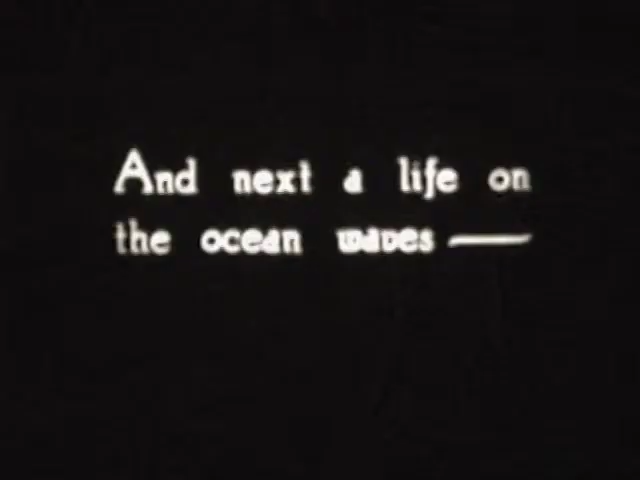 And next a life on
the ocean waves —